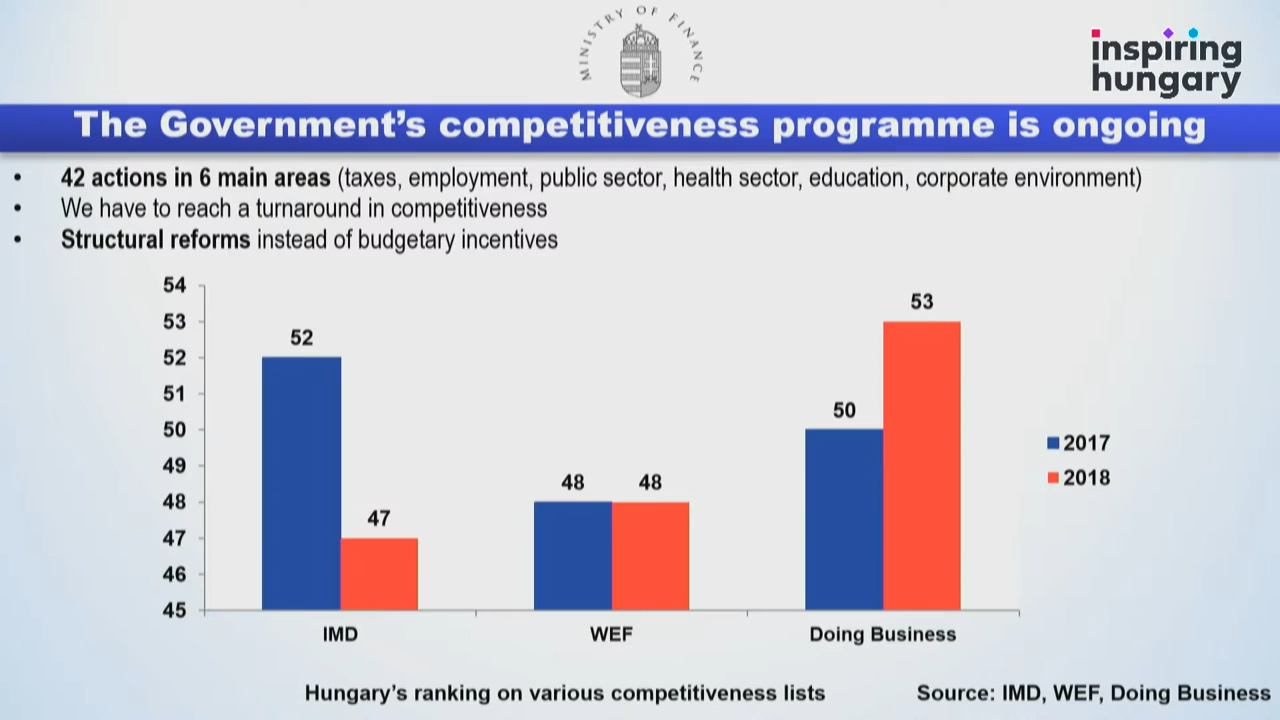 MINISTRY OF FINANCE
inspiring
hungary
The Government's competitiveness programme is ongoing
• 42 actions in 6 main areas (taxes, employment, public sector, health sector, education, corporate environment)
• We have to reach a turnaround in competitiveness
• Structural reforms instead of budgetary incentives
54
53
52
51
50
49
48
47
46
45
52
47
48
48
50
53
IMD
WEF
Doing Business
2017
2018
Hungary's ranking on various competitiveness lists
Source: IMD, WEF, Doing Business